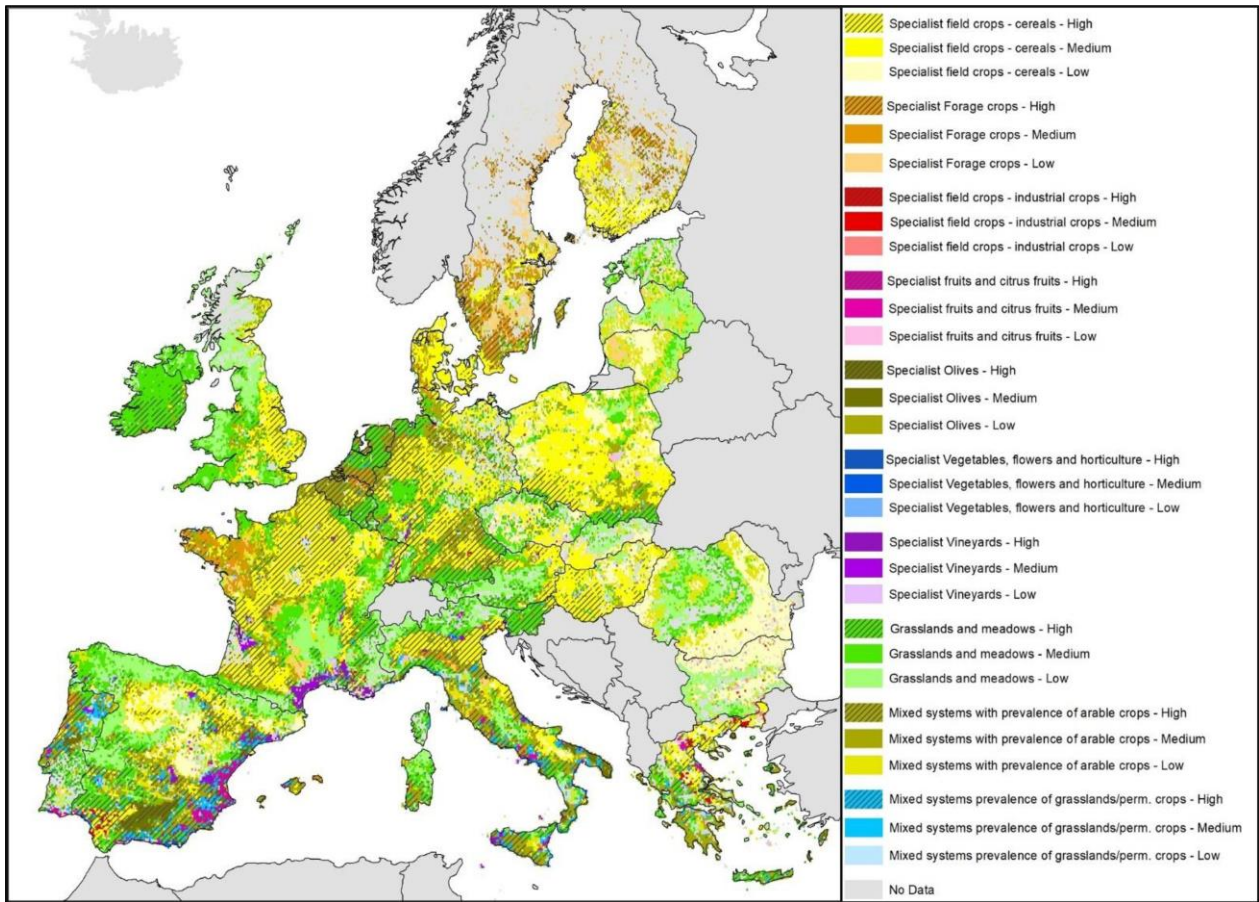 Specialist field crops - cereals - High
Specialist field crops - cereals - Medium
Specialist field crops - cereals - Low
Specialist Forage crops - High
Specialist Forage crops - Medium
Specialist Forage crops - Low
Specialist field crops - industrial crops - High
Specialist field crops - industrial crops - Medium
Specialist field crops - industrial crops - Low
Specialist fruits and citrus fruits - High
Specialist fruits and citrus fruits - Medium
Specialist fruits and citrus fruits - Low
Specialist Olives - High
Specialist Olives - Medium
Specialist Olives - Low
Specialist Vegetables, flowers and horticulture - High
Specialist Vegetables, flowers and horticulture - Medium
Specialist Vegetables, flowers and horticulture - Low
Specialist Vineyards - High
Specialist Vineyards - Medium
Specialist Vineyards - Low
Grasslands and meadows - High
Grasslands and meadows - Medium
Grasslands and meadows - Low
Mixed systems with prevalence of arable crops - High
Mixed systems with prevalence of arable crops - Medium
Mixed systems with prevalence of arable crops - Low
Mixed systems prevalence of grasslands/perm. crops - High
Mixed systems prevalence of grasslands/perm. crops - Medium
Mixed systems prevalence of grasslands/perm. crops - Low
No Data